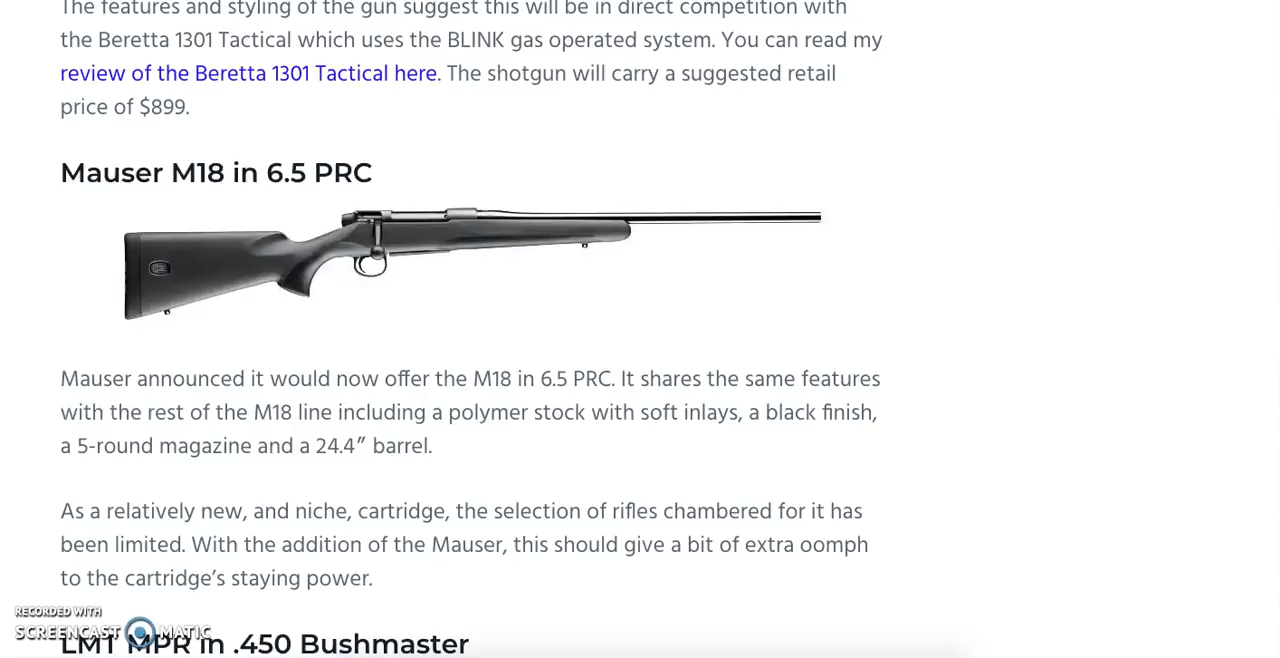 The features and styling of the gun suggest this will be in direct competition with
the Beretta 1301 Tactical which uses the BLINK gas operated system. You can read my
review of the Beretta 1301 Tactical here. The shotgun will carry a suggested retail
price of $899.
Mauser M18 in 6.5 PRC
Mauser announced it would now offer the M18 in 6.5 PRC. It shares the same features
with the rest of the M18 line including a polymer stock with soft inlays, a black finish,
a 5-round magazine and a 24.4″ barrel.
As a relatively new, and niche, cartridge, the selection of rifles chambered for it has
been limited. With the addition of the Mauser, this should give a bit of extra oomph
to the cartridge’s staying power.
RECORDED WITH
SCREENCAST MATIC
LMT MPR in .450 Bushmaster